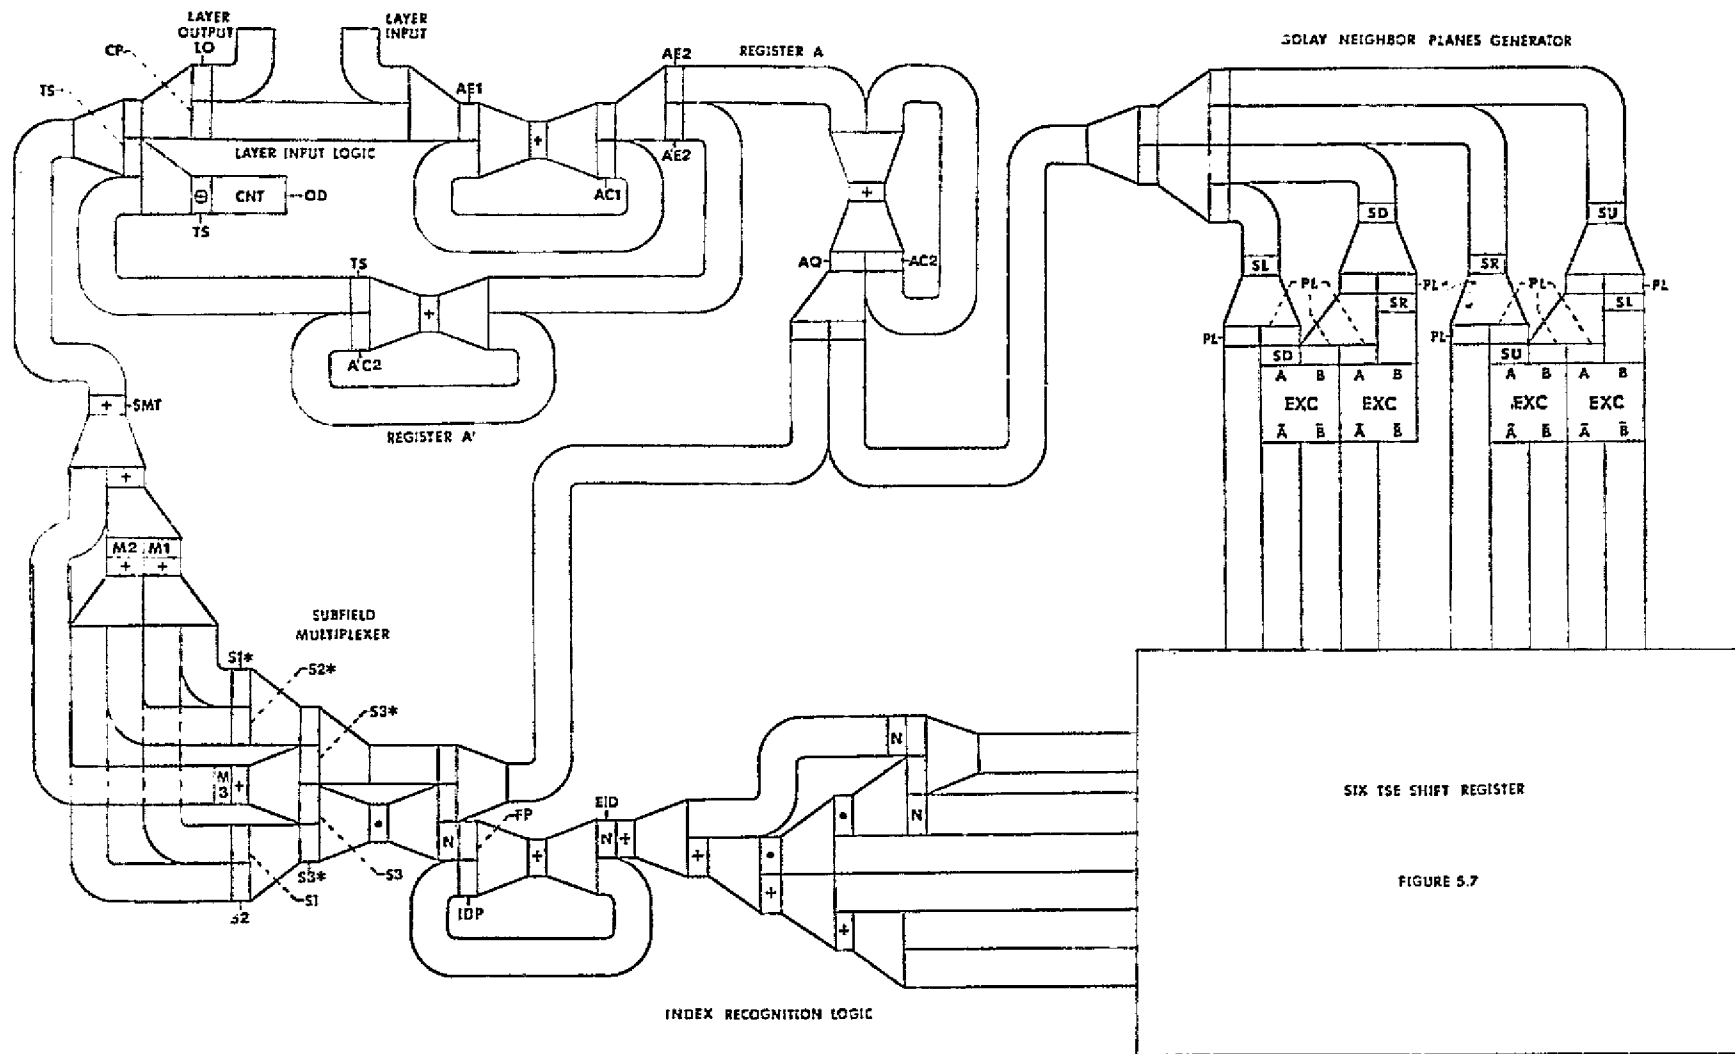 LAYER
OUTPUT
LO
LAYER
INPUT
CP
TS
AE1
AE2
REGISTER A
GOLAY NEIGHBOR PLANES GENERATOR
+
LAYER INPUT LOGIC
AE2
⊕
CNT
OD
TS
AC1
+
SD
SU
TS
AQ
AC2
SL
SR
+
PL
PL
PL
PL
SR
SL
PL
PL
A'C2
SD
SU
A B A B
A B A B
EXC EXC
EXC EXC
Ā B̄ Ā B̄
Ā B̄ Ā B̄
+
SMT
REGISTER A'
+
M2 M1
+ +
SUBFIELD
MULTIPLEXER
S1*
S2*
S3*
N
M
3
+
•
S3
S3*
S1
S2
N
FP
+
IDP
EID
N
+
+
•
+
•
+
N
SIX TSE SHIFT REGISTER
FIGURE 5.7
INDEX RECOGNITION LOGIC